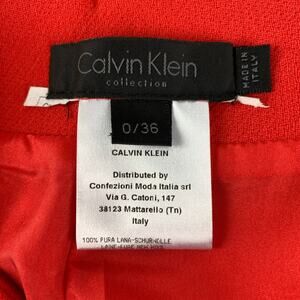 Calvin Klein
collection
MADE IN
ITALY
0/36
CALVIN KLEIN
Distributed by
Confezioni Moda Italia srl
Via G. Catoni, 147
38123 Mattarello (Tn)
Italy
100% PURA LANA-SCHURWOLLE